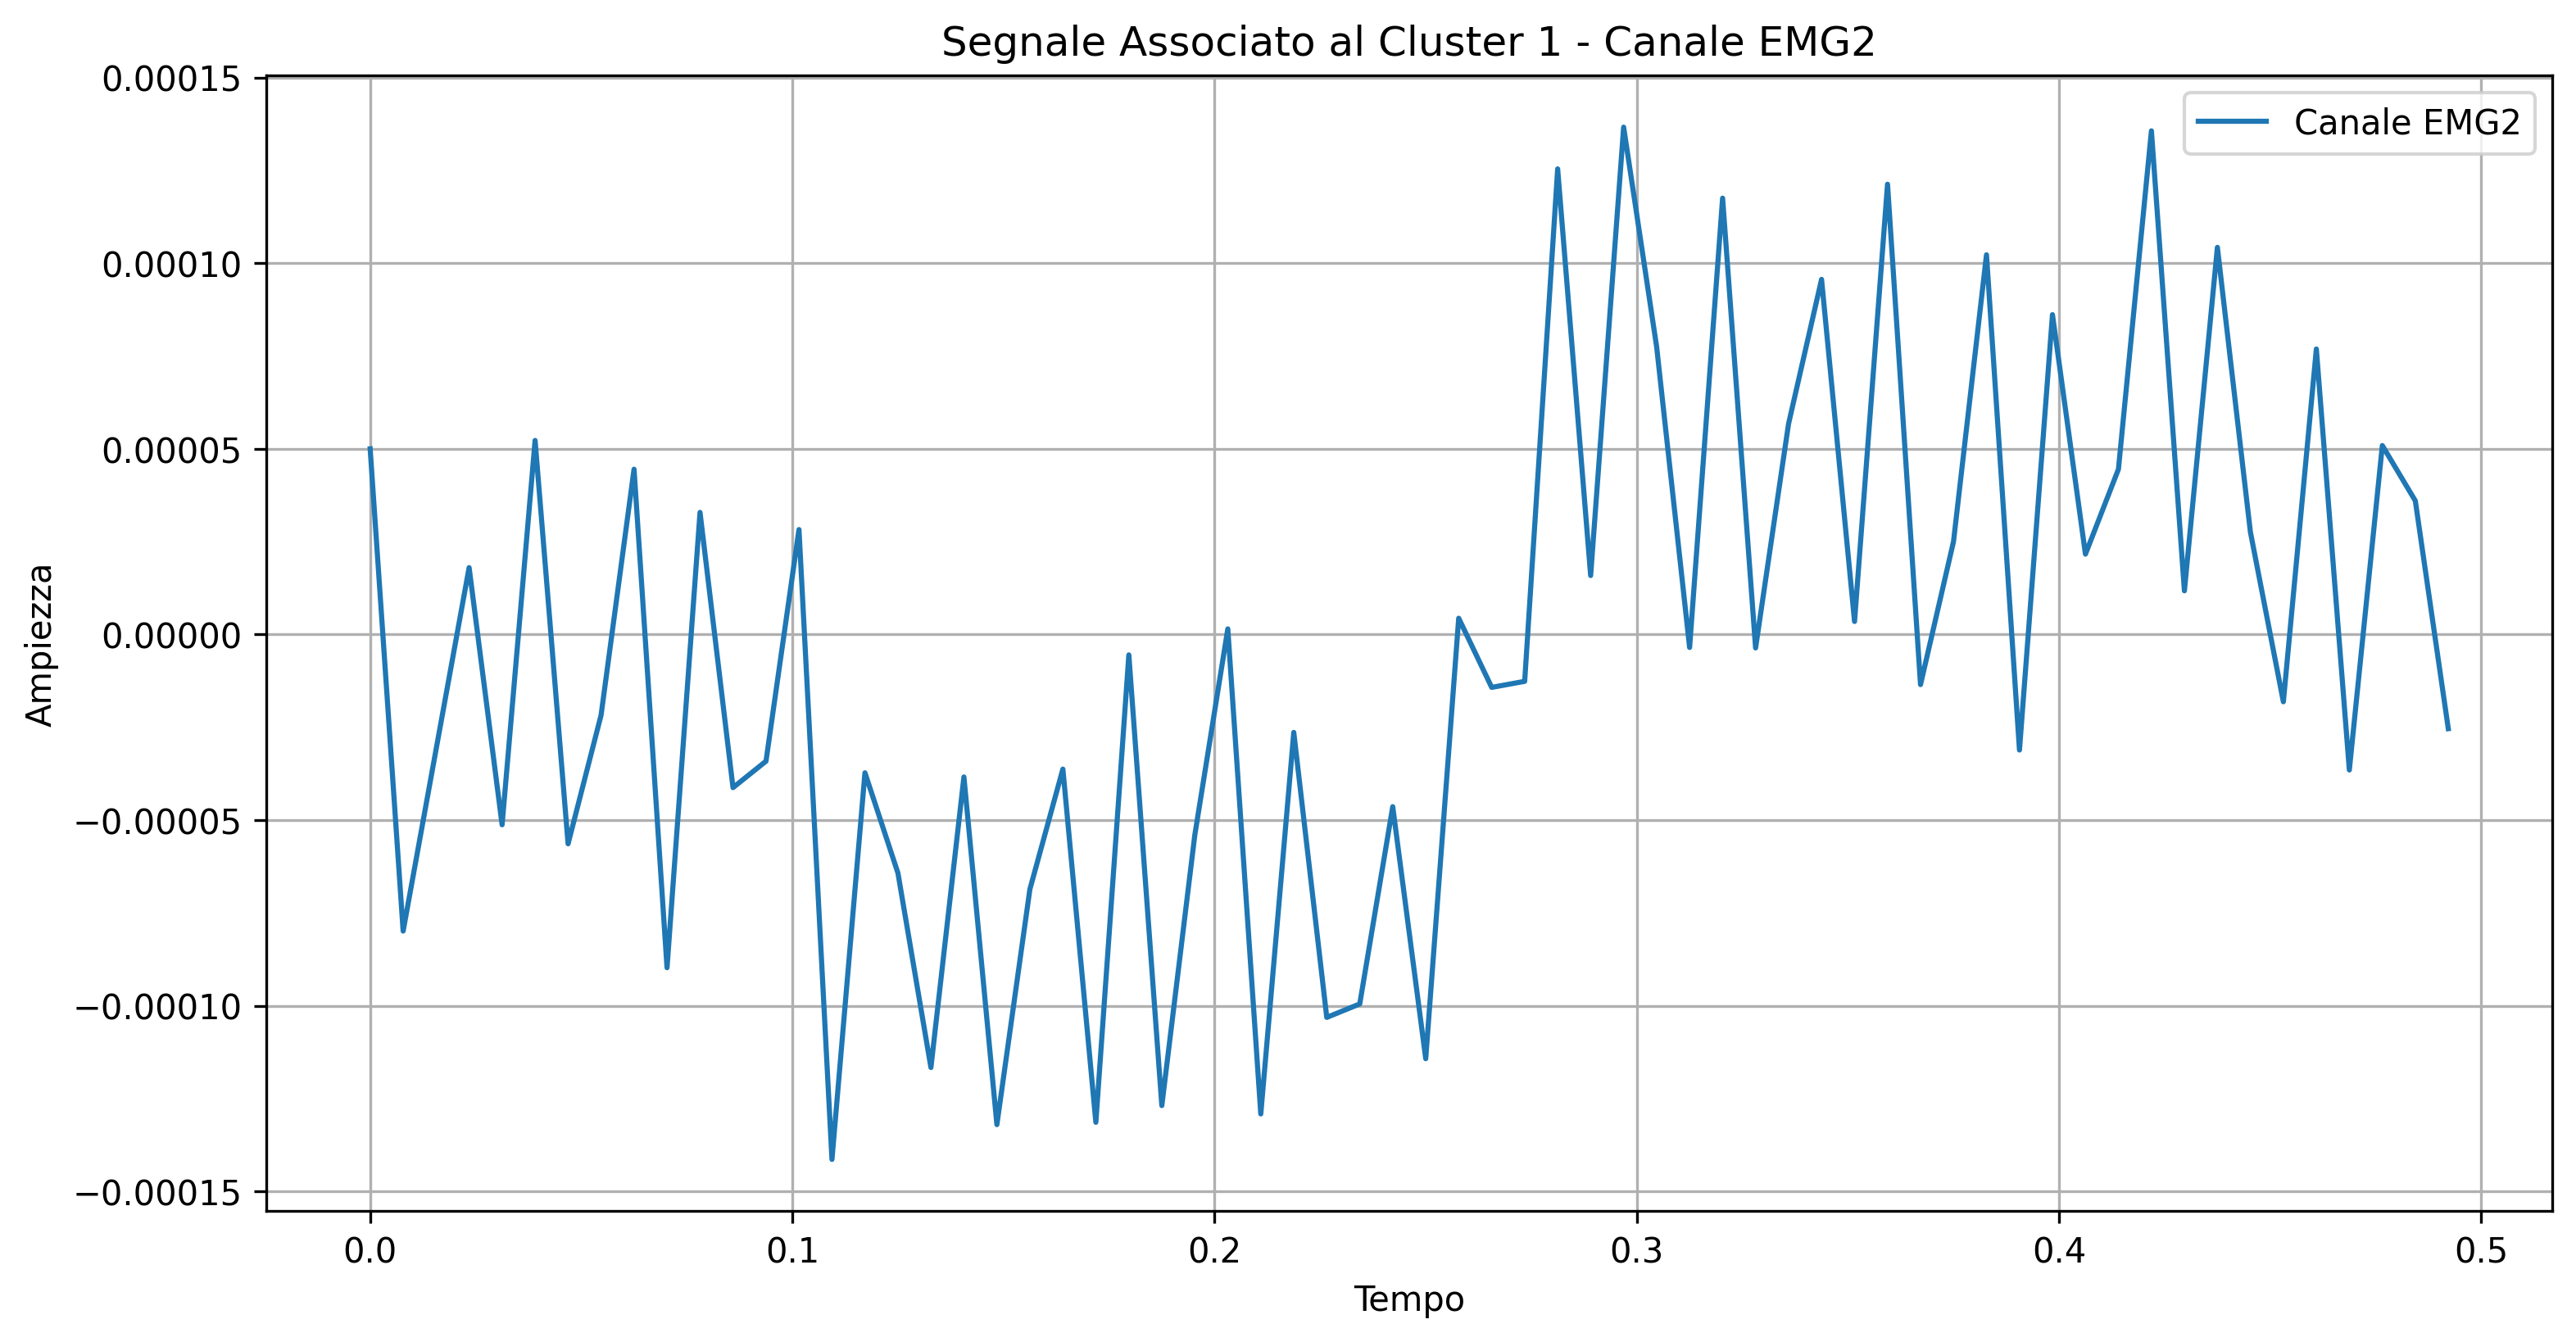 Segnale Associato al Cluster 1 - Canale EMG2
Canale EMG2
0.00015
0.00010
0.00005
0.00000
−0.00005
−0.00010
−0.00015
Ampiezza
0.0 0.1 0.2 0.3 0.4 0.5
Tempo